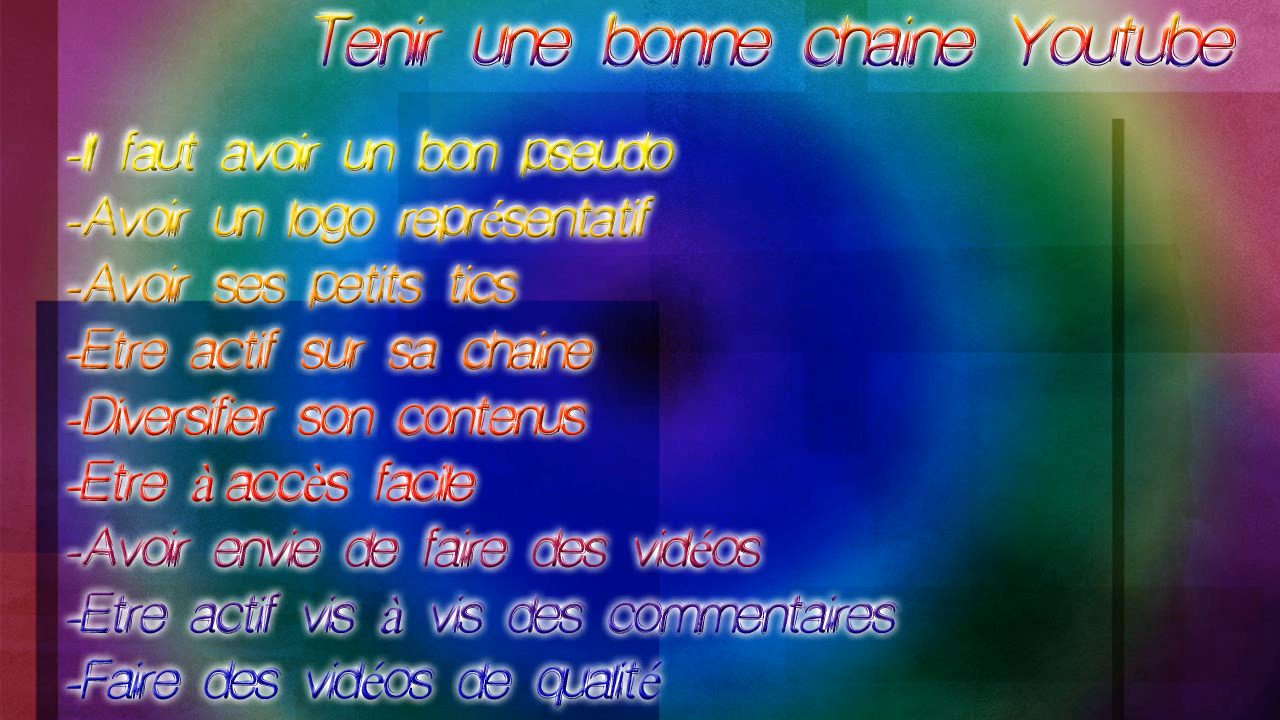 Tenir une bonne chaine Youtube
-Il faut avoir un bon pseudo
-Avoir un logo représentatif
-Avoir ses petits tics
-Etre actif sur sa chaine
-Diversifier son contenus
-Etre à accès facile
-Avoir envie de faire des vidéos
-Etre actif vis à vis des commentaires
-Faire des vidéos de qualité